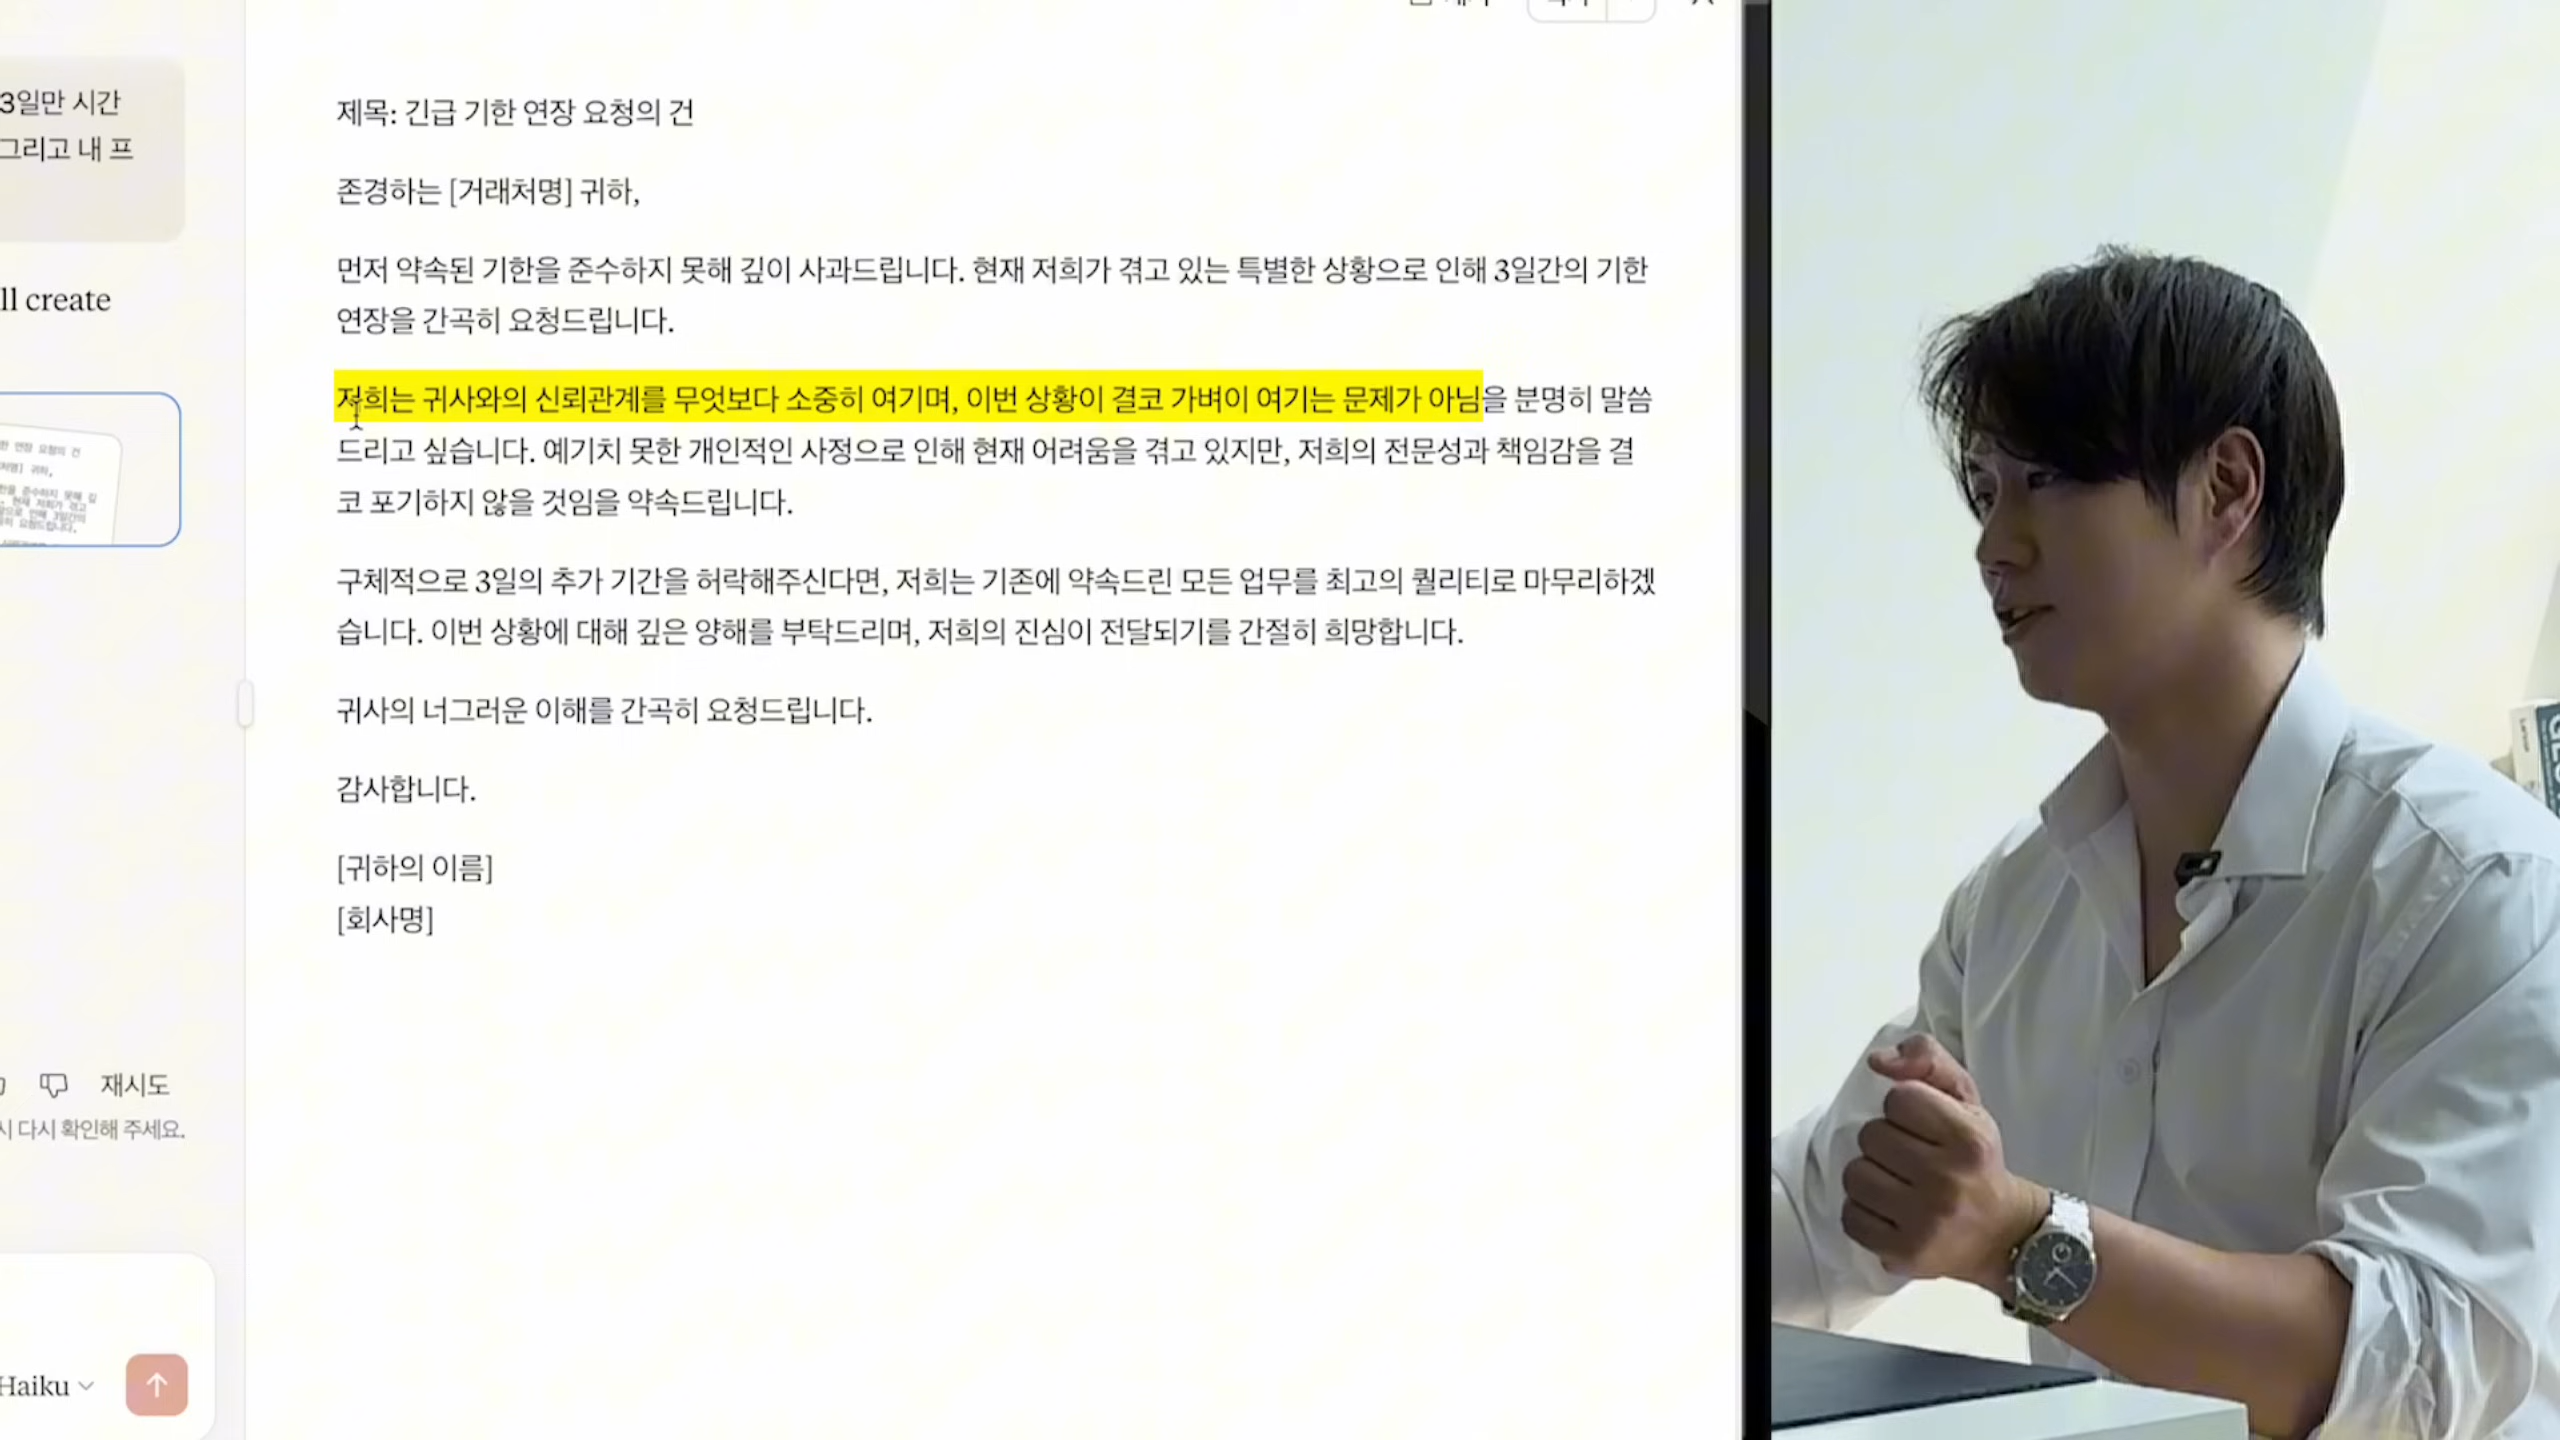 3일만 시간
그리고 내 프
ll create
한 연장 요청의 건
처명] 귀하,
재시도
시 다시 확인해 주세요.
Haiku
제목: 긴급 기한 연장 요청의 건
존경하는 [거래처명] 귀하,
먼저 약속된 기한을 준수하지 못해 깊이 사과드립니다. 현재 저희가 겪고 있는 특별한 상황으로 인해 3일간의 기한
연장을 간곡히 요청드립니다.
저희는 귀사와의 신뢰관계를 무엇보다 소중히 여기며, 이번 상황이 결코 가벼이 여기는 문제가 아님을 분명히 말씀
드리고 싶습니다. 예기치 못한 개인적인 사정으로 인해 현재 어려움을 겪고 있지만, 저희의 전문성과 책임감을 결
코 포기하지 않을 것임을 약속드립니다.
구체적으로 3일의 추가 기간을 허락해주신다면, 저희는 기존에 약속드린 모든 업무를 최고의 퀄리티로 마무리하겠
습니다. 이번 상황에 대해 깊은 양해를 부탁드리며, 저희의 진심이 전달되기를 간절히 희망합니다.
귀사의 너그러운 이해를 간곡히 요청드립니다.
감사합니다.
[귀하의 이름]
[회사명]